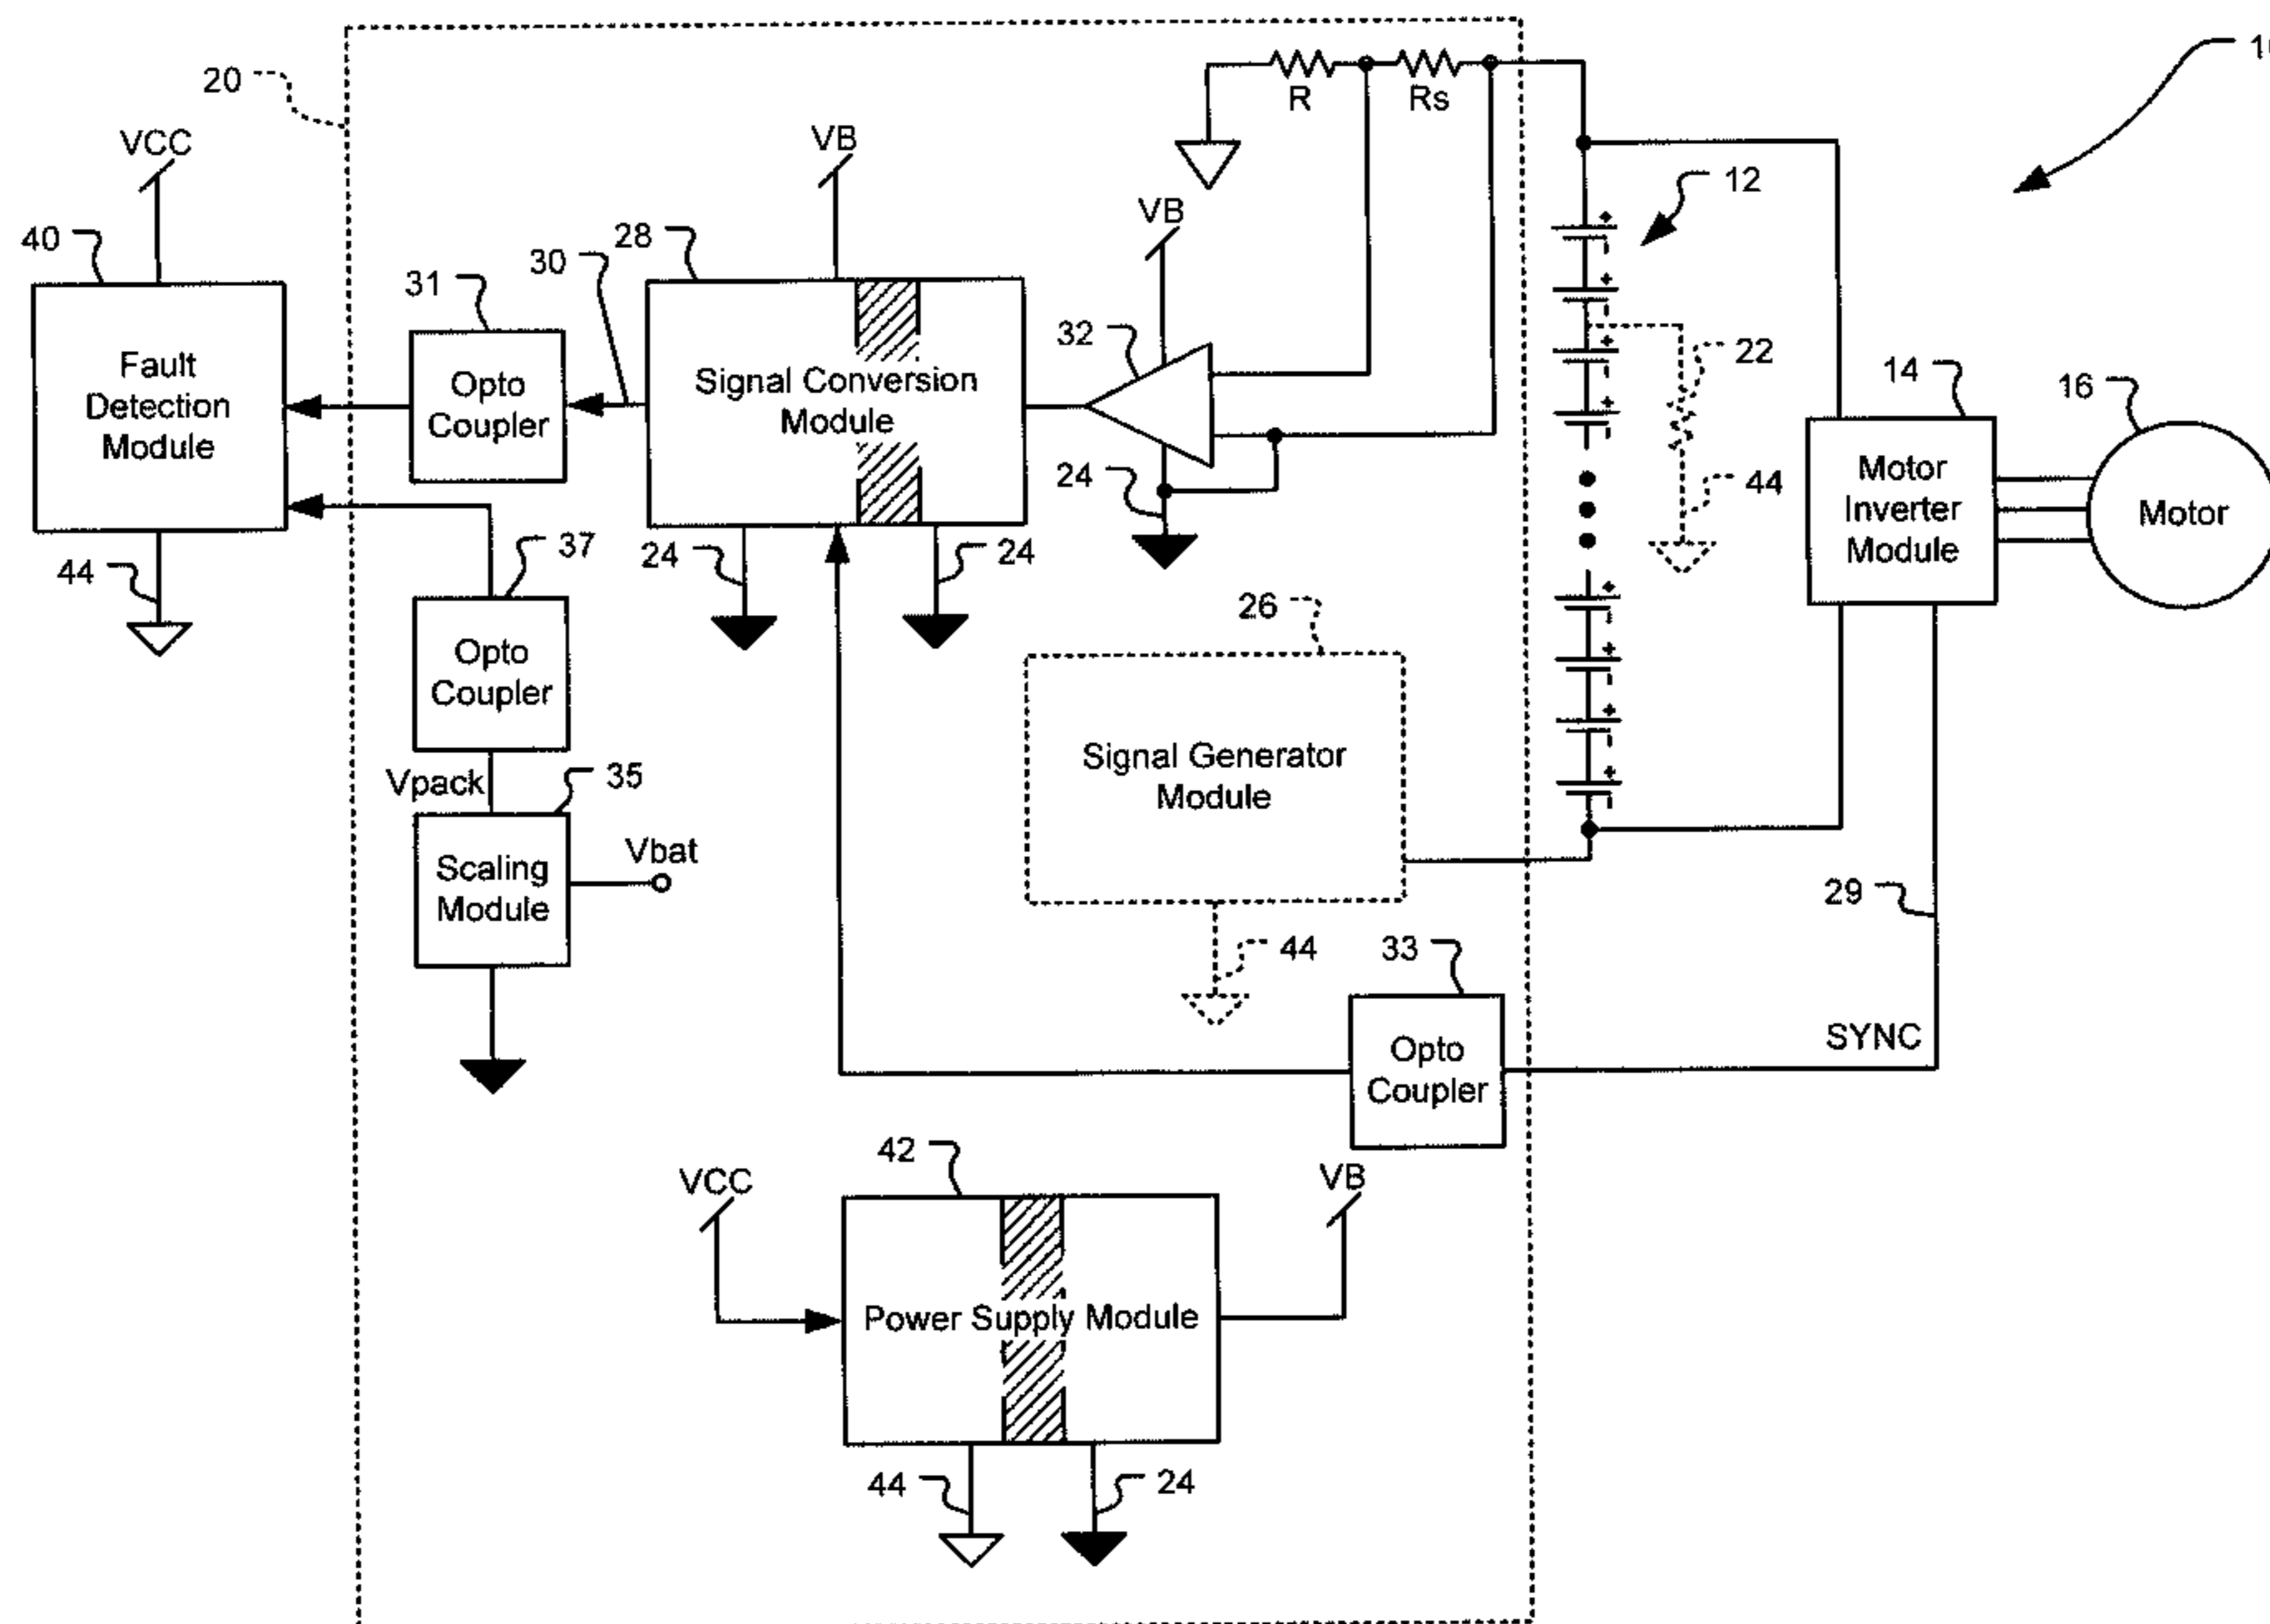 10
20
VCC
VB
R
Rs
12
VB
40
28
30
31
32
22
14
16
Fault
Detection
Module
Opto
Coupler
Signal Conversion
Module
24
44
Motor
Inverter
Module
Motor
44
37
24
24
26
Opto
Coupler
Signal Generator
Module
Vpack
35
Scaling
Module
Vbat
29
44
33
SYNC
Opto
Coupler
42
VCC
VB
Power Supply Module
44
24